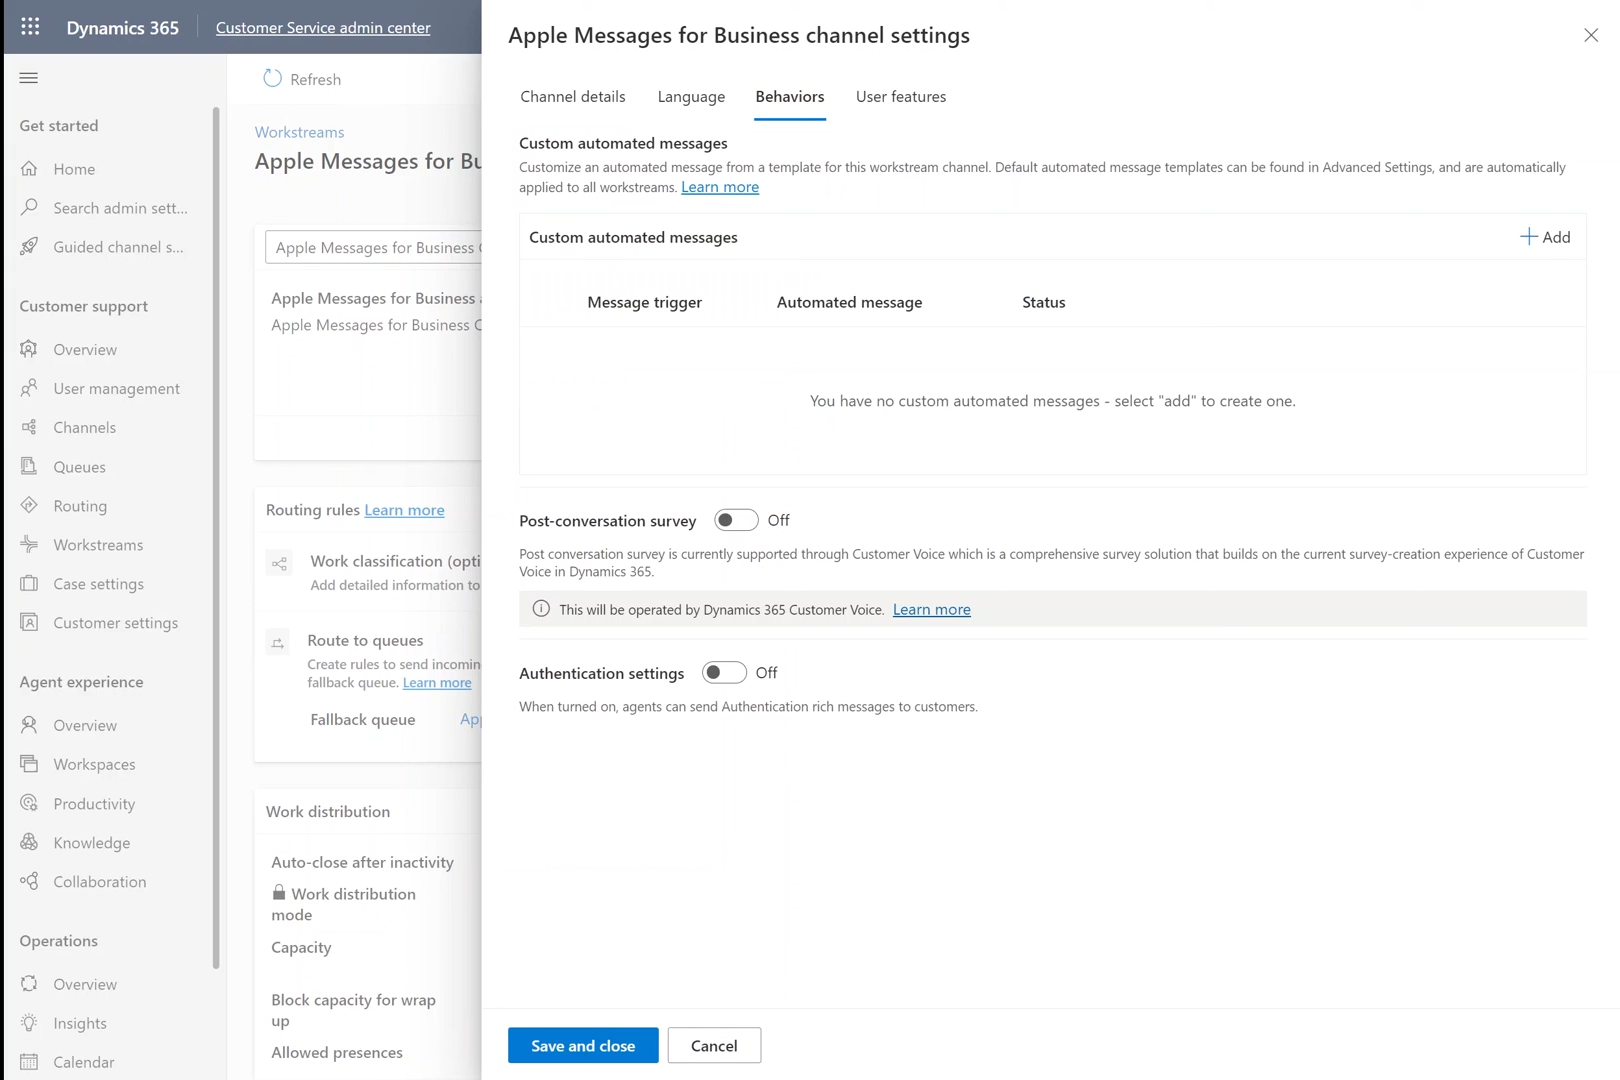 Dynamics 365
Customer Service admin center
Refresh
Get started
Home
Search admin sett...
Guided channel s...
Customer support
Overview
User management
Channels
Queues
Routing
Workstreams
Case settings
Customer settings
Agent experience
Overview
Workspaces
Productivity
Knowledge
Collaboration
Operations
Overview
Insights
Calendar
Workstreams
Apple Messages for Bu
Apple Messages for Business
Apple Messages for Business
Apple Messages for Business C
Routing rules Learn more
Work classification (opti
Add detailed information to
Route to queues
Create rules to send incomin
fallback queue. Learn more
Fallback queue
App
Work distribution
Auto-close after inactivity
Work distribution
mode
Capacity
Block capacity for wrap
up
Allowed presences
Apple Messages for Business channel settings
Channel details
Language
Behaviors
User features
Custom automated messages
Customize an automated message from a template for this workstream channel. Default automated message templates can be found in Advanced Settings, and are automatically
applied to all workstreams. Learn more
Custom automated messages
Add
Message trigger
Automated message
Status
You have no custom automated messages - select "add" to create one.
Post-conversation survey
Off
Post conversation survey is currently supported through Customer Voice which is a comprehensive survey solution that builds on the current survey-creation experience of Customer
Voice in Dynamics 365.
This will be operated by Dynamics 365 Customer Voice. Learn more
Authentication settings
Off
When turned on, agents can send Authentication rich messages to customers.
Save and close
Cancel